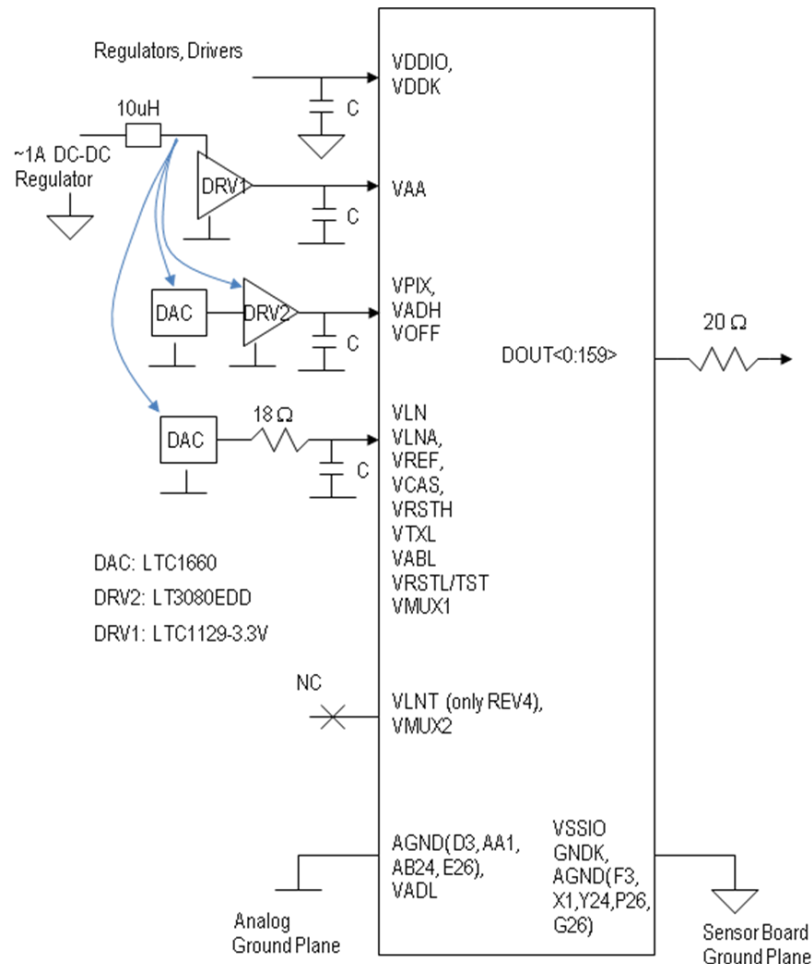 Regulators, Drivers
VDDIO,
VDDK
C
10uH
~1A DC-DC
Regulator
DRV1
C
VAA
DAC
DRV2
C
VPIX,
VADH
VOFF
DOUT<0:159>
20 Ω
DAC
18 Ω
C
VLN
VLNA,
VREF,
VCAS,
VRSTH
VTXL
VABL
VRSTL/TST
VMUX1
DAC: LTC1660
DRV2: LT3080EDD
DRV1: LTC1129-3.3V
NC
VLNT (only REV4),
VMUX2
AGND(D3, AA1,
AB24, E26),
VADL
VSSIO
GNDK,
AGND(F3,
X1,Y24,P26,
G26)
Analog
Ground Plane
Sensor Board
Ground Plane